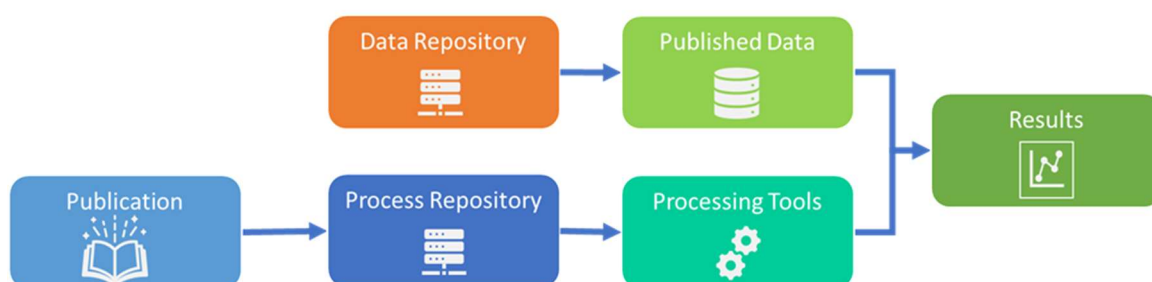 Data Repository
Published Data
Results
Publication
Process Repository
Processing Tools